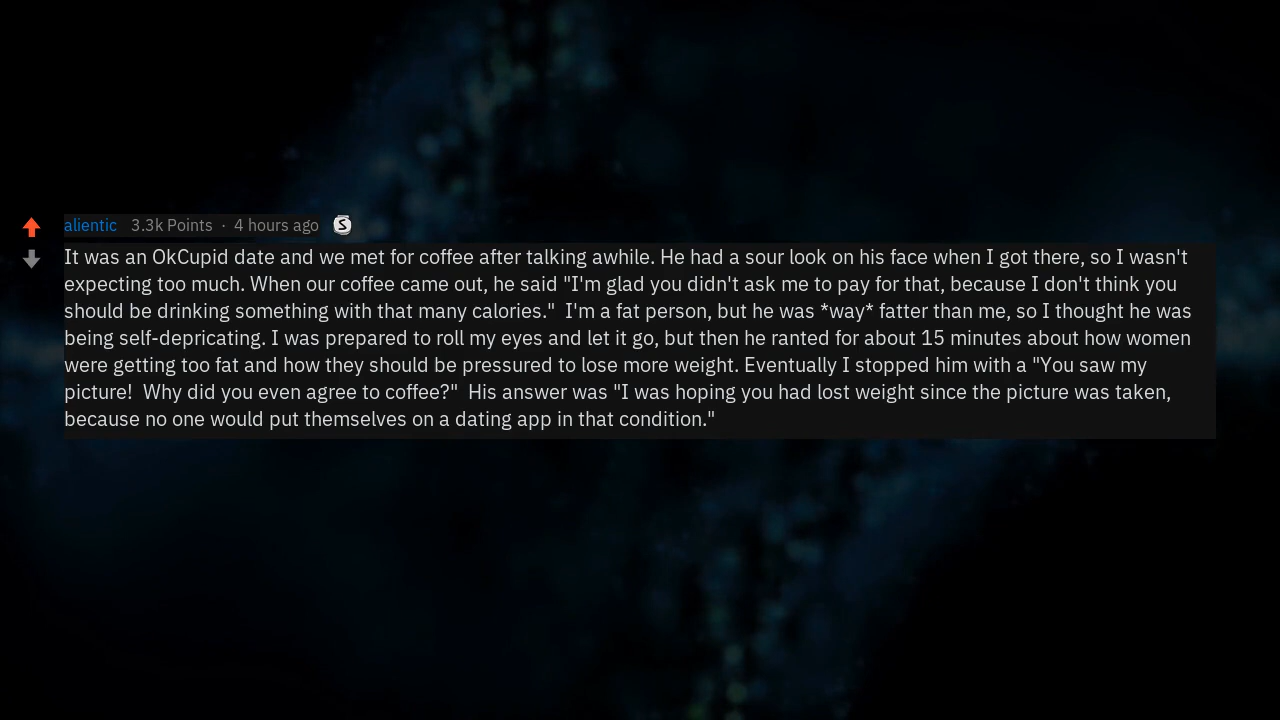 alientic 3.3k Points · 4 hours ago S
It was an OkCupid date and we met for coffee after talking awhile. He had a sour look on his face when I got there, so I wasn't
expecting too much. When our coffee came out, he said "I'm glad you didn't ask me to pay for that, because I don't think you
should be drinking something with that many calories."  I'm a fat person, but he was *way* fatter than me, so I thought he was
being self-depricating. I was prepared to roll my eyes and let it go, but then he ranted for about 15 minutes about how women
were getting too fat and how they should be pressured to lose more weight. Eventually I stopped him with a "You saw my
picture!  Why did you even agree to coffee?"  His answer was "I was hoping you had lost weight since the picture was taken,
because no one would put themselves on a dating app in that condition."